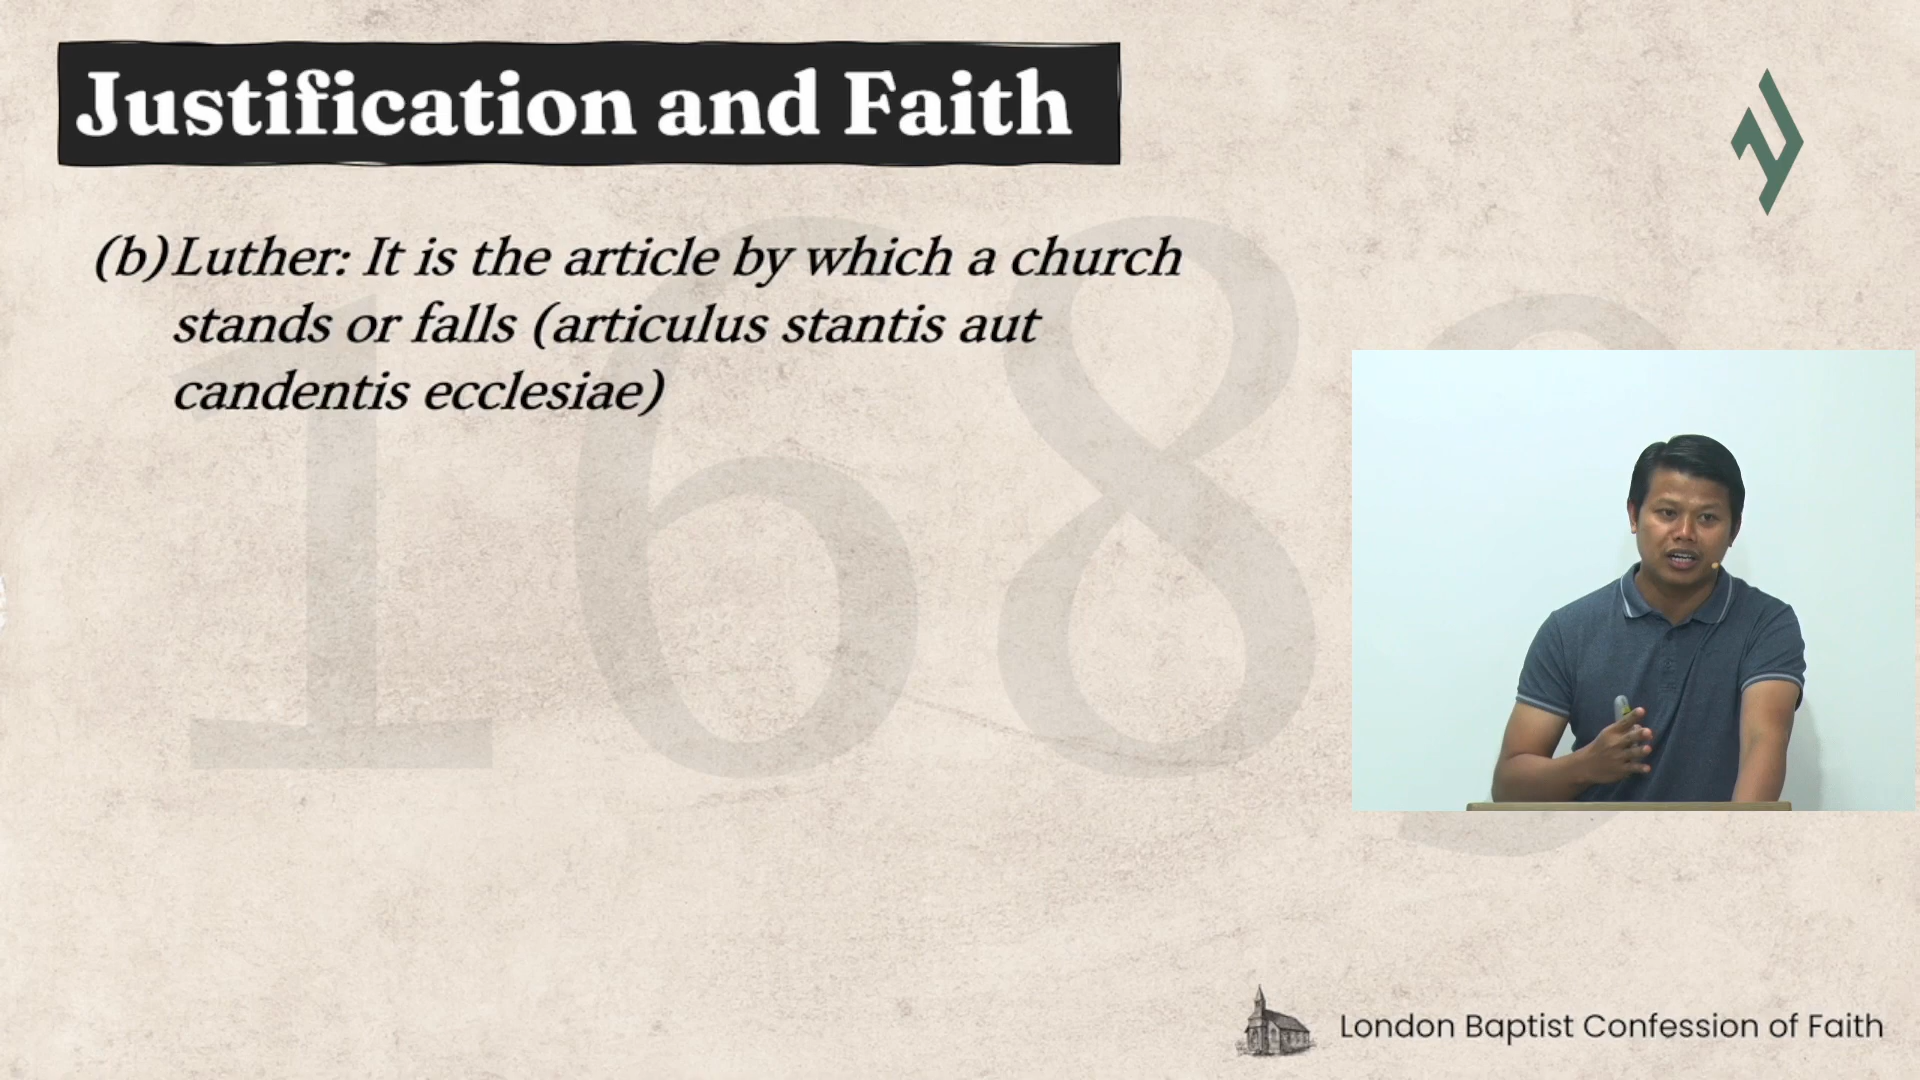 Justification and Faith
(b) Luther: It is the article by which a church
stands or falls (articulus stantis aut
candentis ecclesiae)
1689
London Baptist Confession of Faith